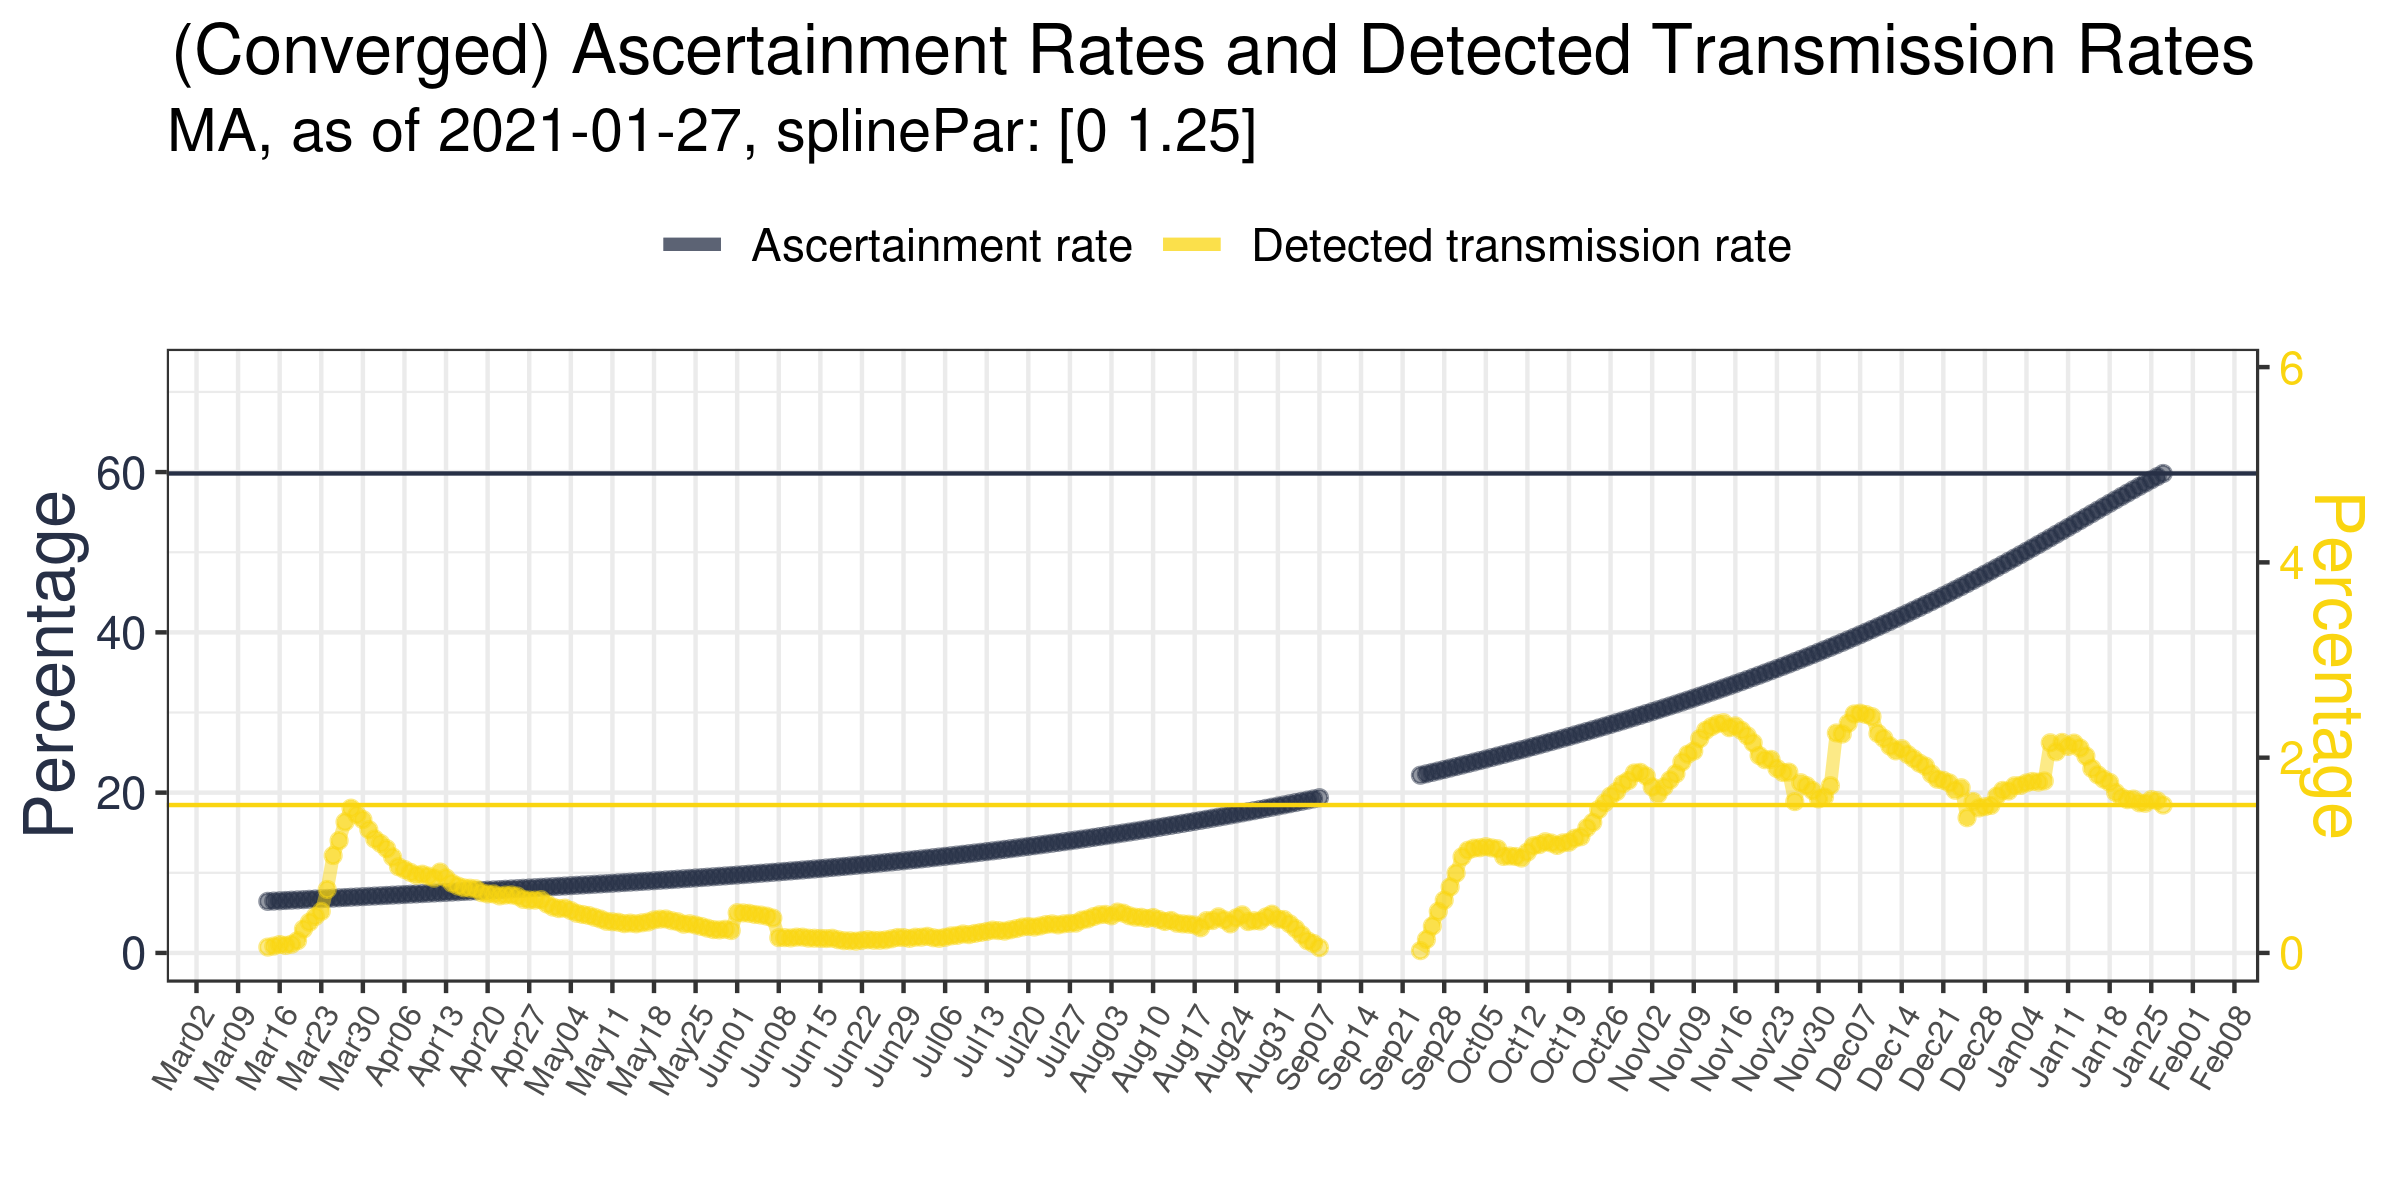 (Converged) Ascertainment Rates and Detected Transmission Rates
MA, as of 2021-01-27, splinePar: [0 1.25]
Ascertainment rate Detected transmission rate
Percentage
60
40
20
0
6
4
2
0
Percentage
Mar02 Mar09 Mar16 Mar23 Mar30 Apr06 Apr13 Apr20 Apr27 May04 May11 May18 May25 Jun01 Jun08 Jun15 Jun22 Jun29 Jul06 Jul13 Jul20 Jul27 Aug03 Aug10 Aug17 Aug24 Aug31 Sep07 Sep14 Sep21 Sep28 Oct05 Oct12 Oct19 Oct26 Nov02 Nov09 Nov16 Nov23 Nov30 Dec07 Dec14 Dec21 Dec28 Jan04 Jan11 Jan18 Jan25 Feb01 Feb08